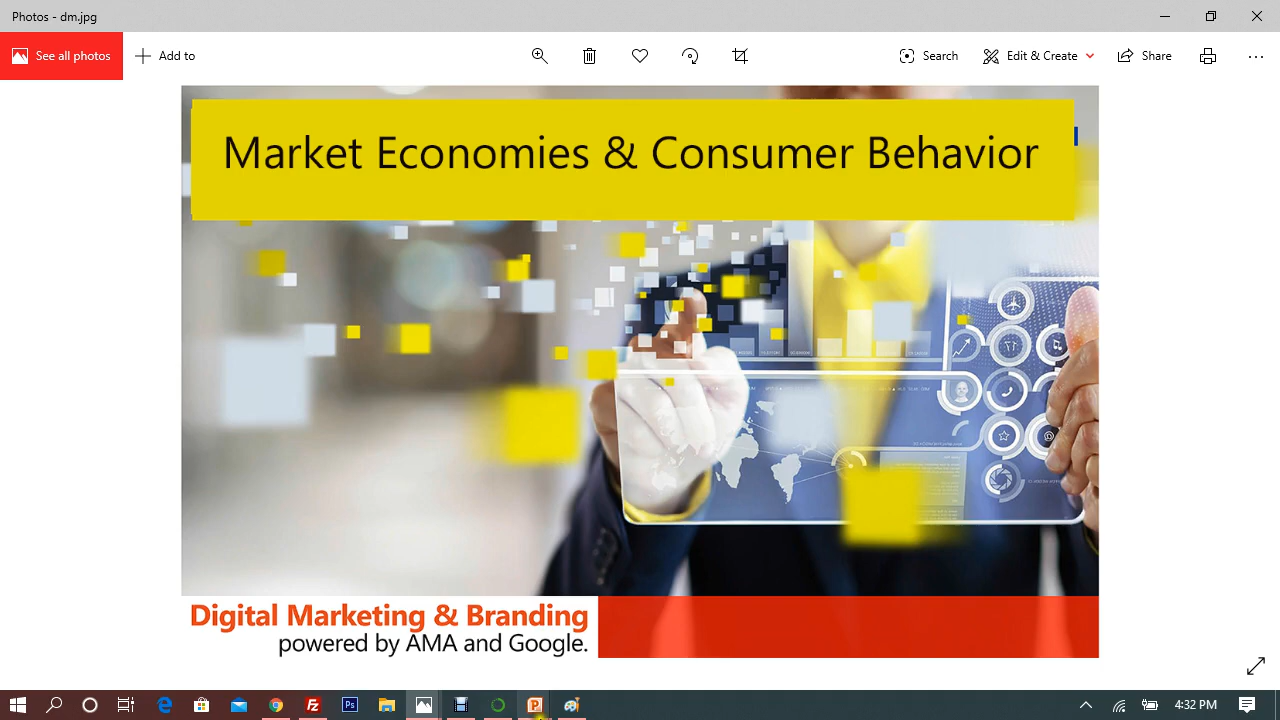 Photos - dm.jpg
See all photos
Add to
Search
Edit & Create
Share
Market Economies & Consumer Behavior
Digital Marketing & Branding
powered by AMA and Google.
4:32 PM